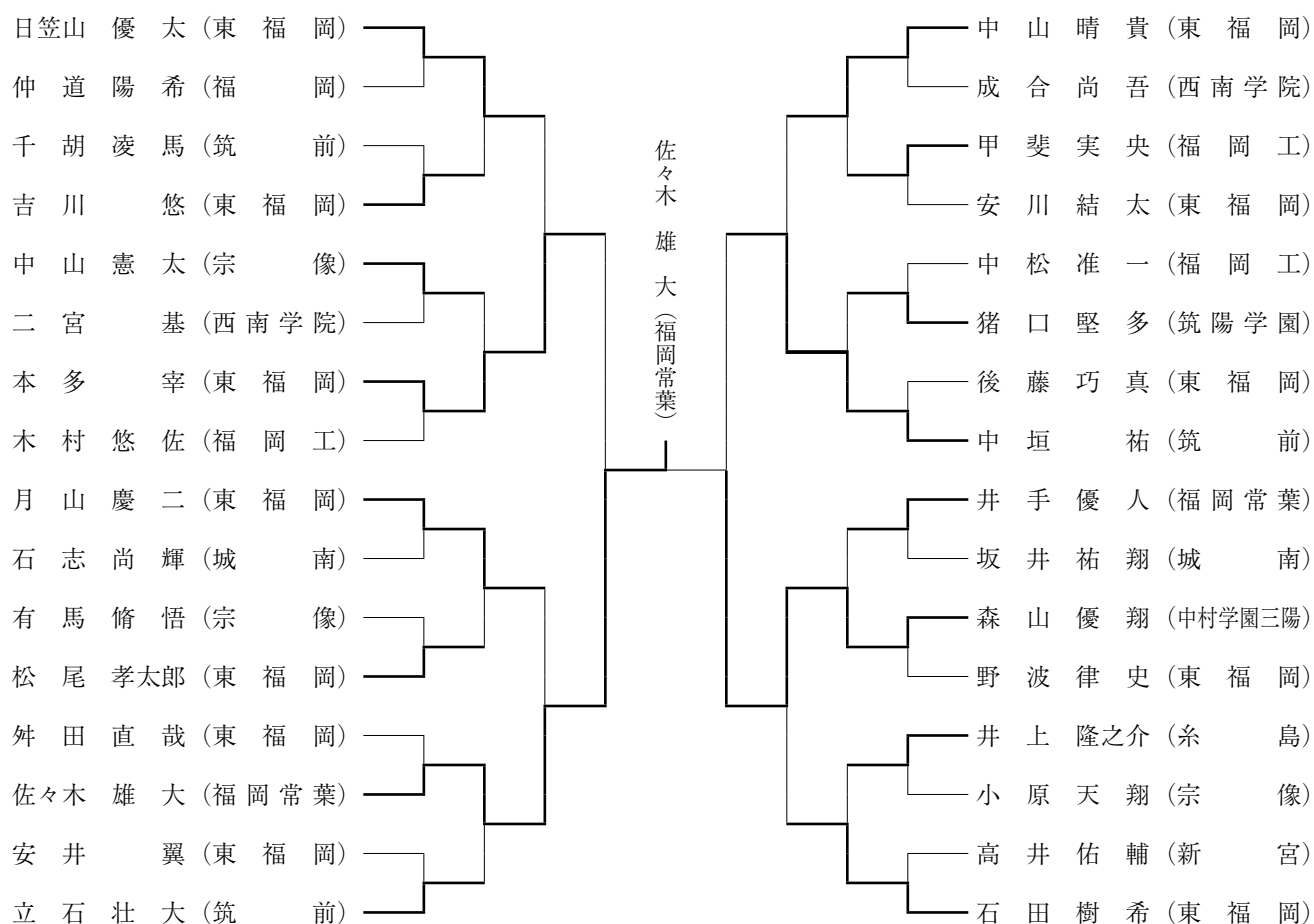 日笠山優太(東福岡)
仲道陽希(福岡)
千胡凌馬(筑前)
吉川悠(東福岡)
中山憲太(宗像)
二宮基(西南学院)
本多宰(東福岡)
木村悠佐(福岡工)
月山慶二(東福岡)
石志尚輝(城南)
有馬脩悟(宗像)
松尾孝太郎(東福岡)
舛田直哉(東福岡)
佐々木雄大(福岡常葉)
安井翼(東福岡)
立石壮大(筑前)
佐々木雄大(福岡常葉)
中山晴貴(東福岡)
成合尚吾(西南学院)
甲斐実央(福岡工)
安川結太(東福岡)
中松准一(福岡工)
猪口堅多(筑陽学園)
後藤巧真(東福岡)
中垣祐(筑前)
井手優人(福岡常葉)
坂井祐翔(城南)
森山優翔(中村学園三陽)
野波律史(東福岡)
井上隆之介(糸島)
小原天翔(宗像)
高井佑輔(新宮)
石田樹希(東福岡)